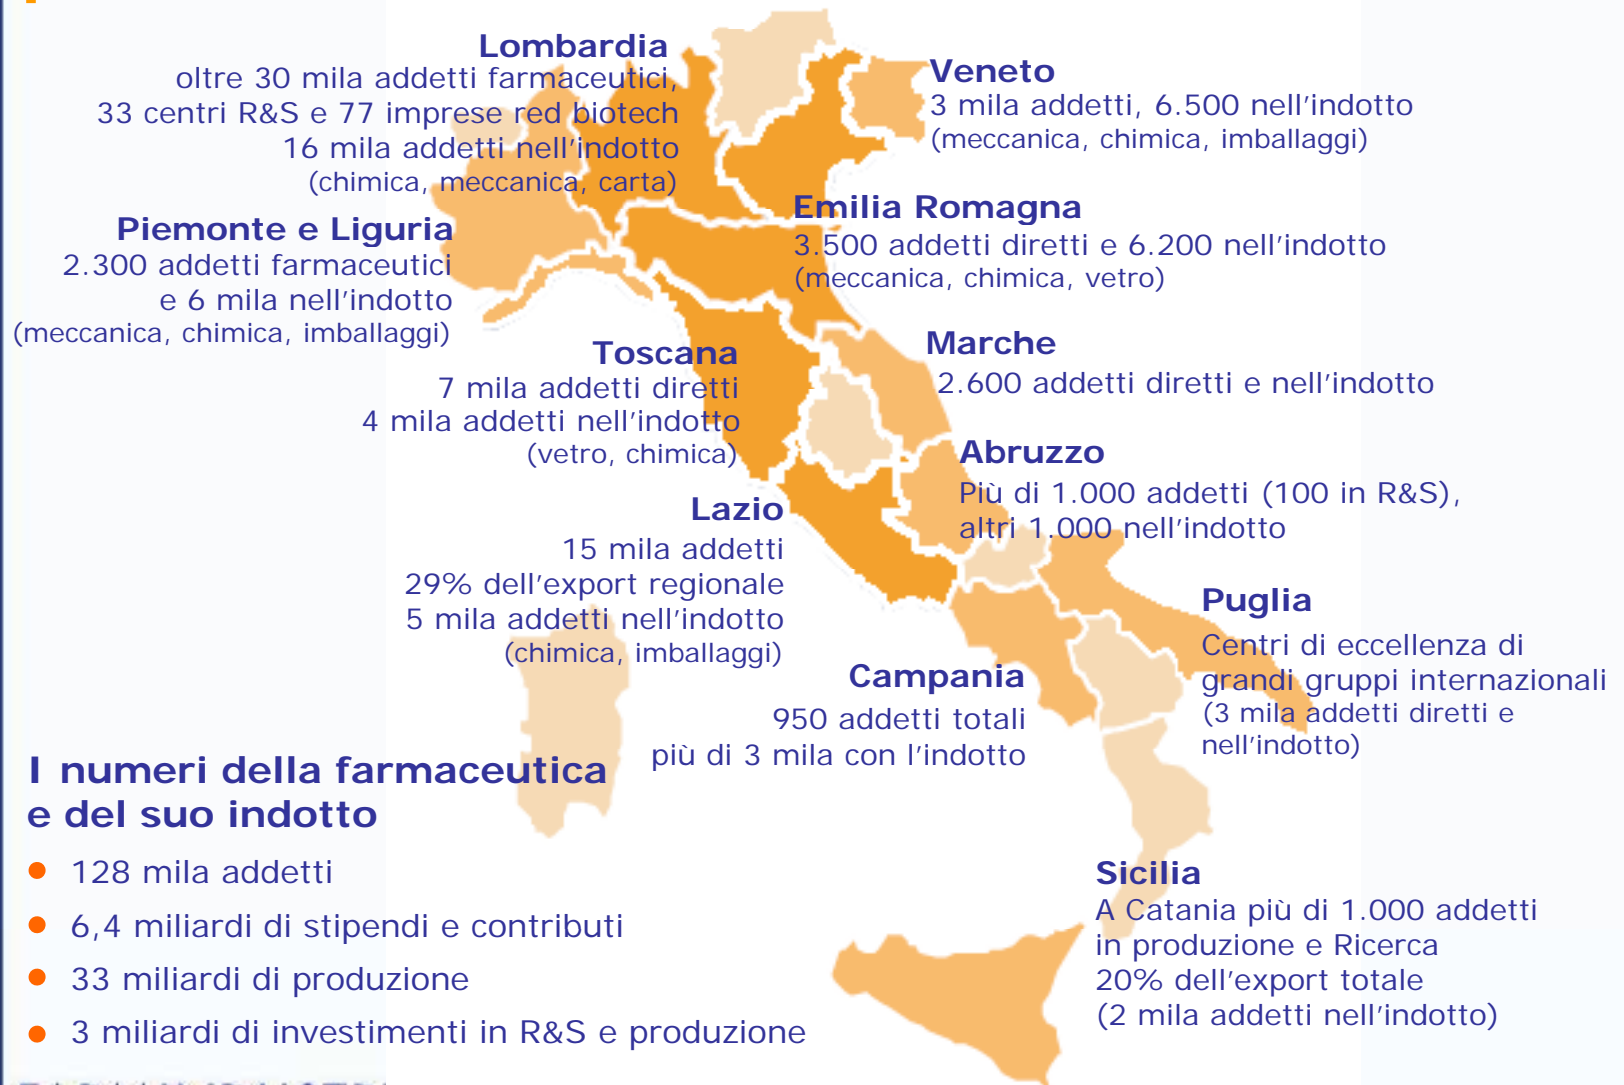 Lombardia
oltre 30 mila addetti farmaceutici,
33 centri R&S e 77 imprese red biotech
16 mila addetti nell'indotto
(chimica, meccanica, carta)
Veneto
3 mila addetti, 6.500 nell'indotto
(meccanica, chimica, imballaggi)
Piemonte e Liguria
2.300 addetti farmaceutici
e 6 mila nell'indotto
(meccanica, chimica, imballaggi)
Emilia Romagna
3.500 addetti diretti e 6.200 nell'indotto
(meccanica, chimica, vetro)
Toscana
7 mila addetti diretti
4 mila addetti nell'indotto
(vetro, chimica)
Marche
2.600 addetti diretti e nell'indotto
Abruzzo
Più di 1.000 addetti (100 in R&S),
altri 1.000 nell'indotto
Lazio
15 mila addetti
29% dell'export regionale
5 mila addetti nell'indotto
(chimica, imballaggi)
Puglia
Centri di eccellenza di
grandi gruppi internazionali
(3 mila addetti diretti e
nell'indotto)
Campania
950 addetti totali
più di 3 mila con l'indotto
I numeri della farmaceutica
e del suo indotto
• 128 mila addetti
• 6,4 miliardi di stipendi e contributi
• 33 miliardi di produzione
• 3 miliardi di investimenti in R&S e produzione
Sicilia
A Catania più di 1.000 addetti
in produzione e Ricerca
20% dell'export totale
(2 mila addetti nell'indotto)